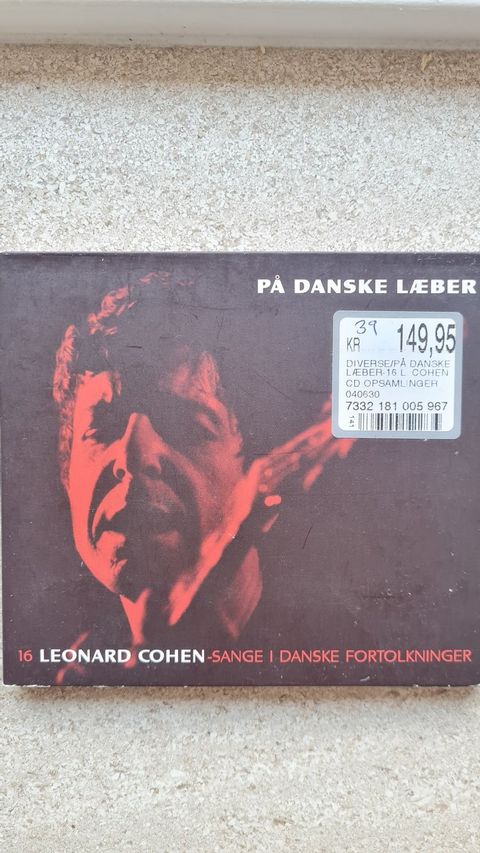 PÅ DANSKE LÆBER
39
KR 149,95
DIVERSE/PÅ DANSKE
LÆBER-16 L. COHEN
CD OPSAMLINGER
040630
7332 181 005 967
141
16 LEONARD COHEN-SANGE I DANSKE FORTOLKNINGER